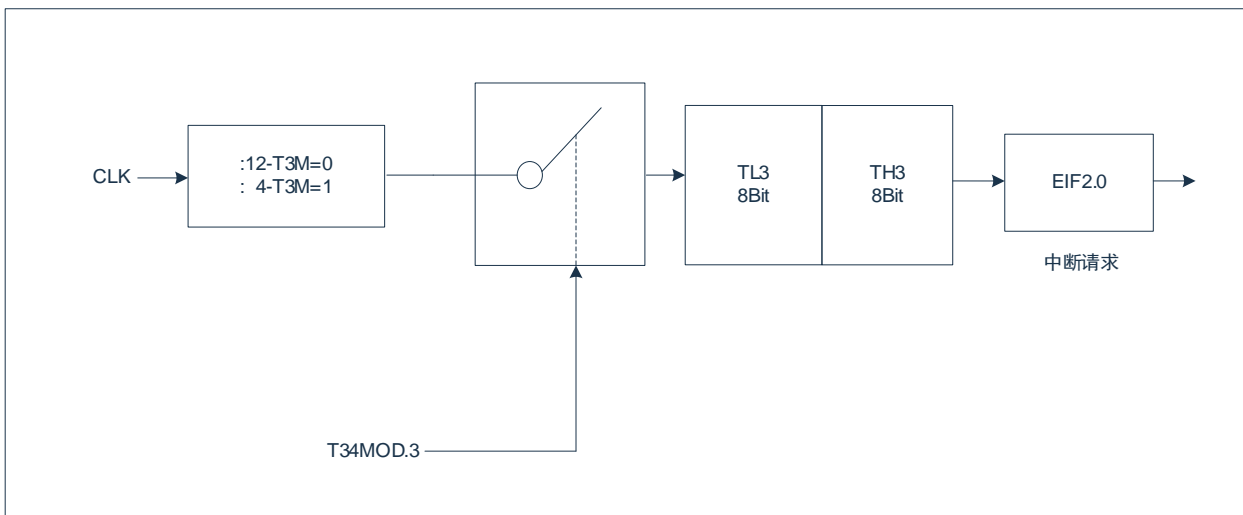 CLK
:12-T3M=0
: 4-T3M=1
TL3
8Bit
TH3
8Bit
EIF2.0
中断请求
T34MOD.3